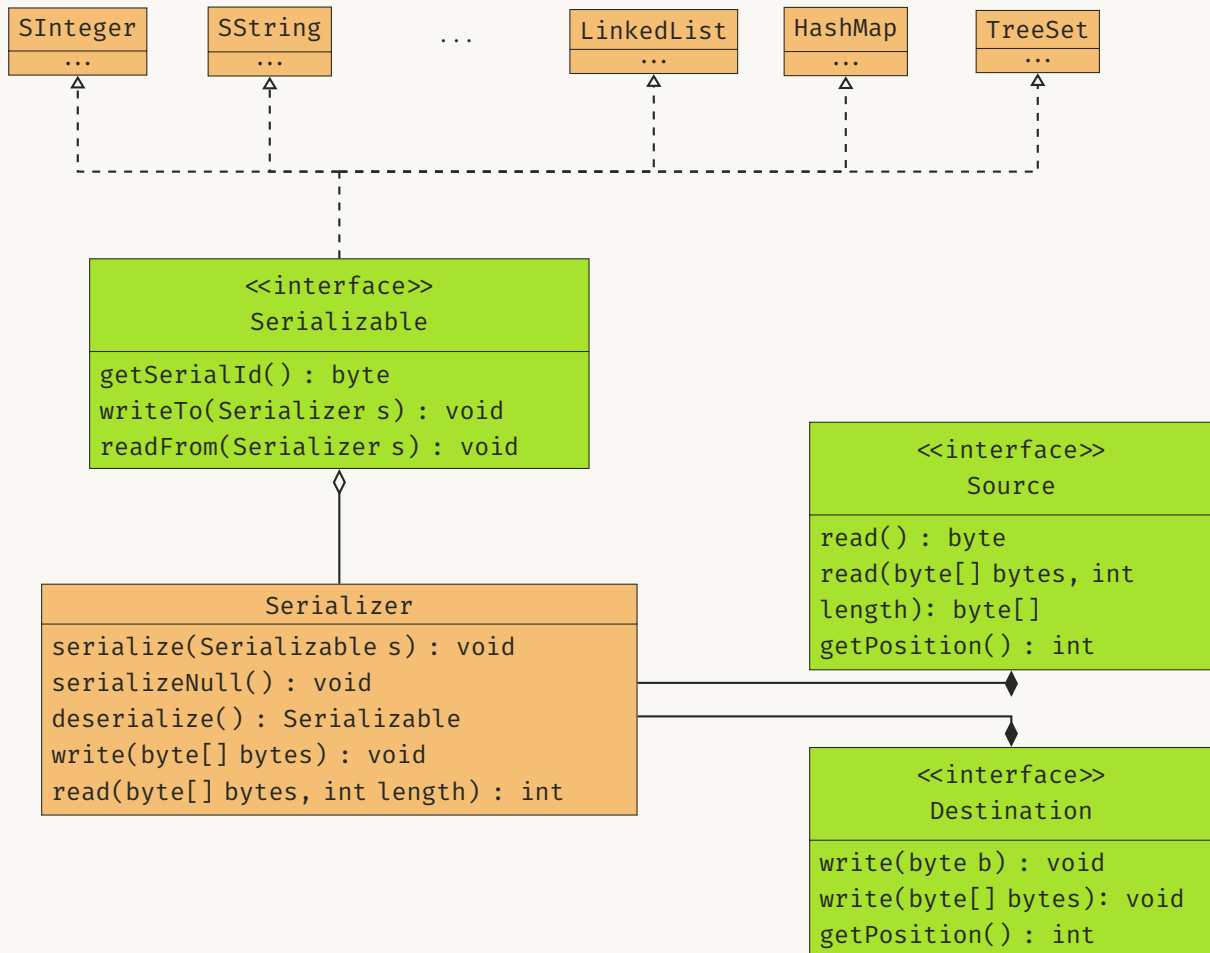 SInteger
...
SString
...
...
LinkedList
...
HashMap
...
TreeSet
...
<<interface>>
Serializable
getSerialId() : byte
writeTo(Serializer s) : void
readFrom(Serializer s) : void
Serializer
serialize(Serializable s) : void
serializeNull() : void
deserialize() : Serializable
write(byte[] bytes) : void
read(byte[] bytes, int length) : int
<<interface>>
Source
read() : byte
read(byte[] bytes, int
length): byte[]
getPosition() : int
<<interface>>
Destination
write(byte b) : void
write(byte[] bytes): void
getPosition() : int